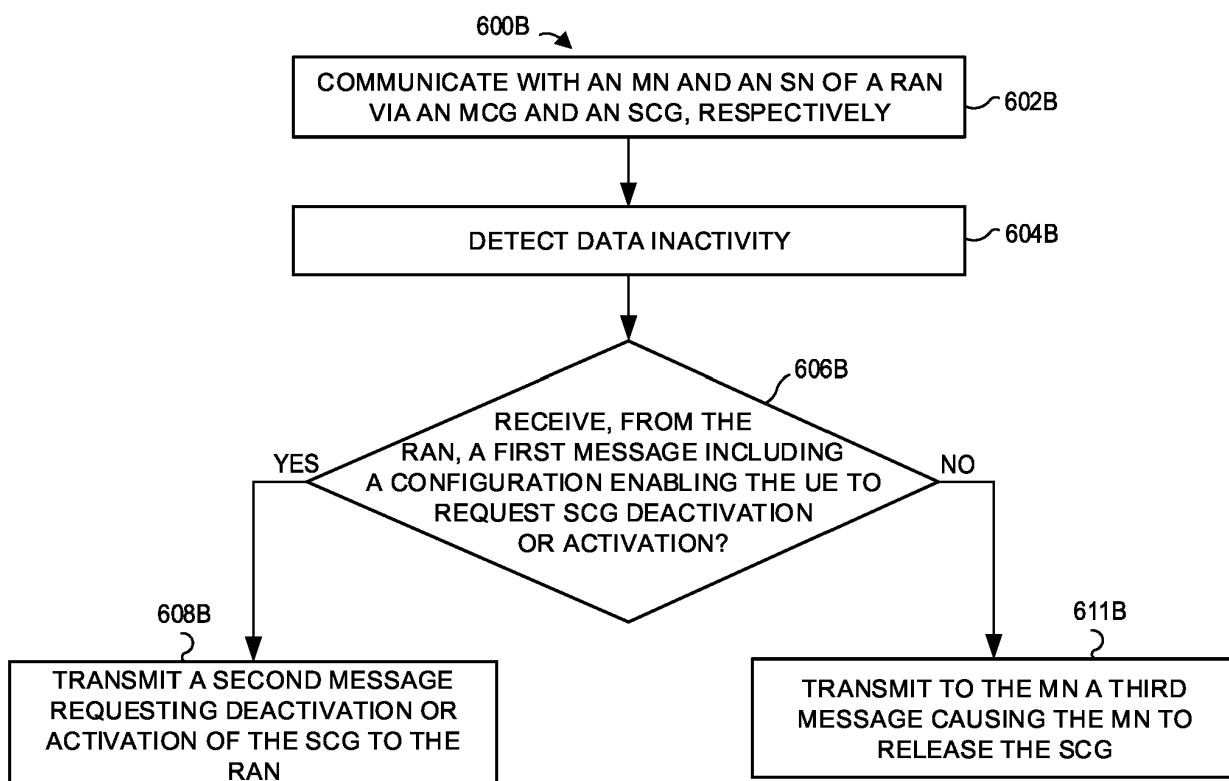 600B
COMMUNICATE WITH AN MN AND AN SN OF A RAN
VIA AN MCG AND AN SCG, RESPECTIVELY
602B
DETECT DATA INACTIVITY
604B
606B
RECEIVE, FROM THE
RAN, A FIRST MESSAGE INCLUDING
A CONFIGURATION ENABLING THE UE TO
REQUEST SCG DEACTIVATION
OR ACTIVATION?
YES
NO
608B
TRANSMIT A SECOND MESSAGE
REQUESTING DEACTIVATION OR
ACTIVATION OF THE SCG TO THE
RAN
611B
TRANSMIT TO THE MN A THIRD
MESSAGE CAUSING THE MN TO
RELEASE THE SCG